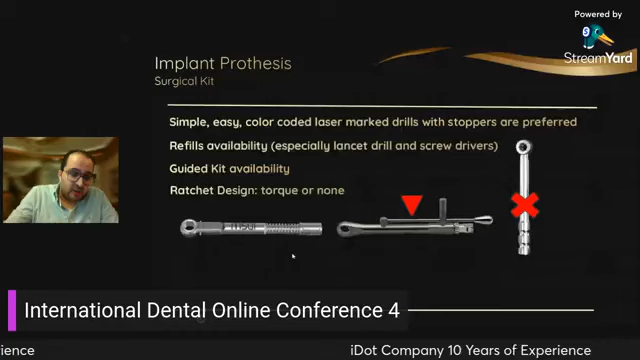 Powered by
StreamYard
Implant Prothesis
Surgical Kit
Simple, easy, color coded laser marked drills with stoppers are preferred
Refills availability (especially lancet drill and screw drivers)
Guided Kit availability
Ratchet Design: torque or none
International Dental Online Conference 4
rience
iDot Company 10 Years of Experience